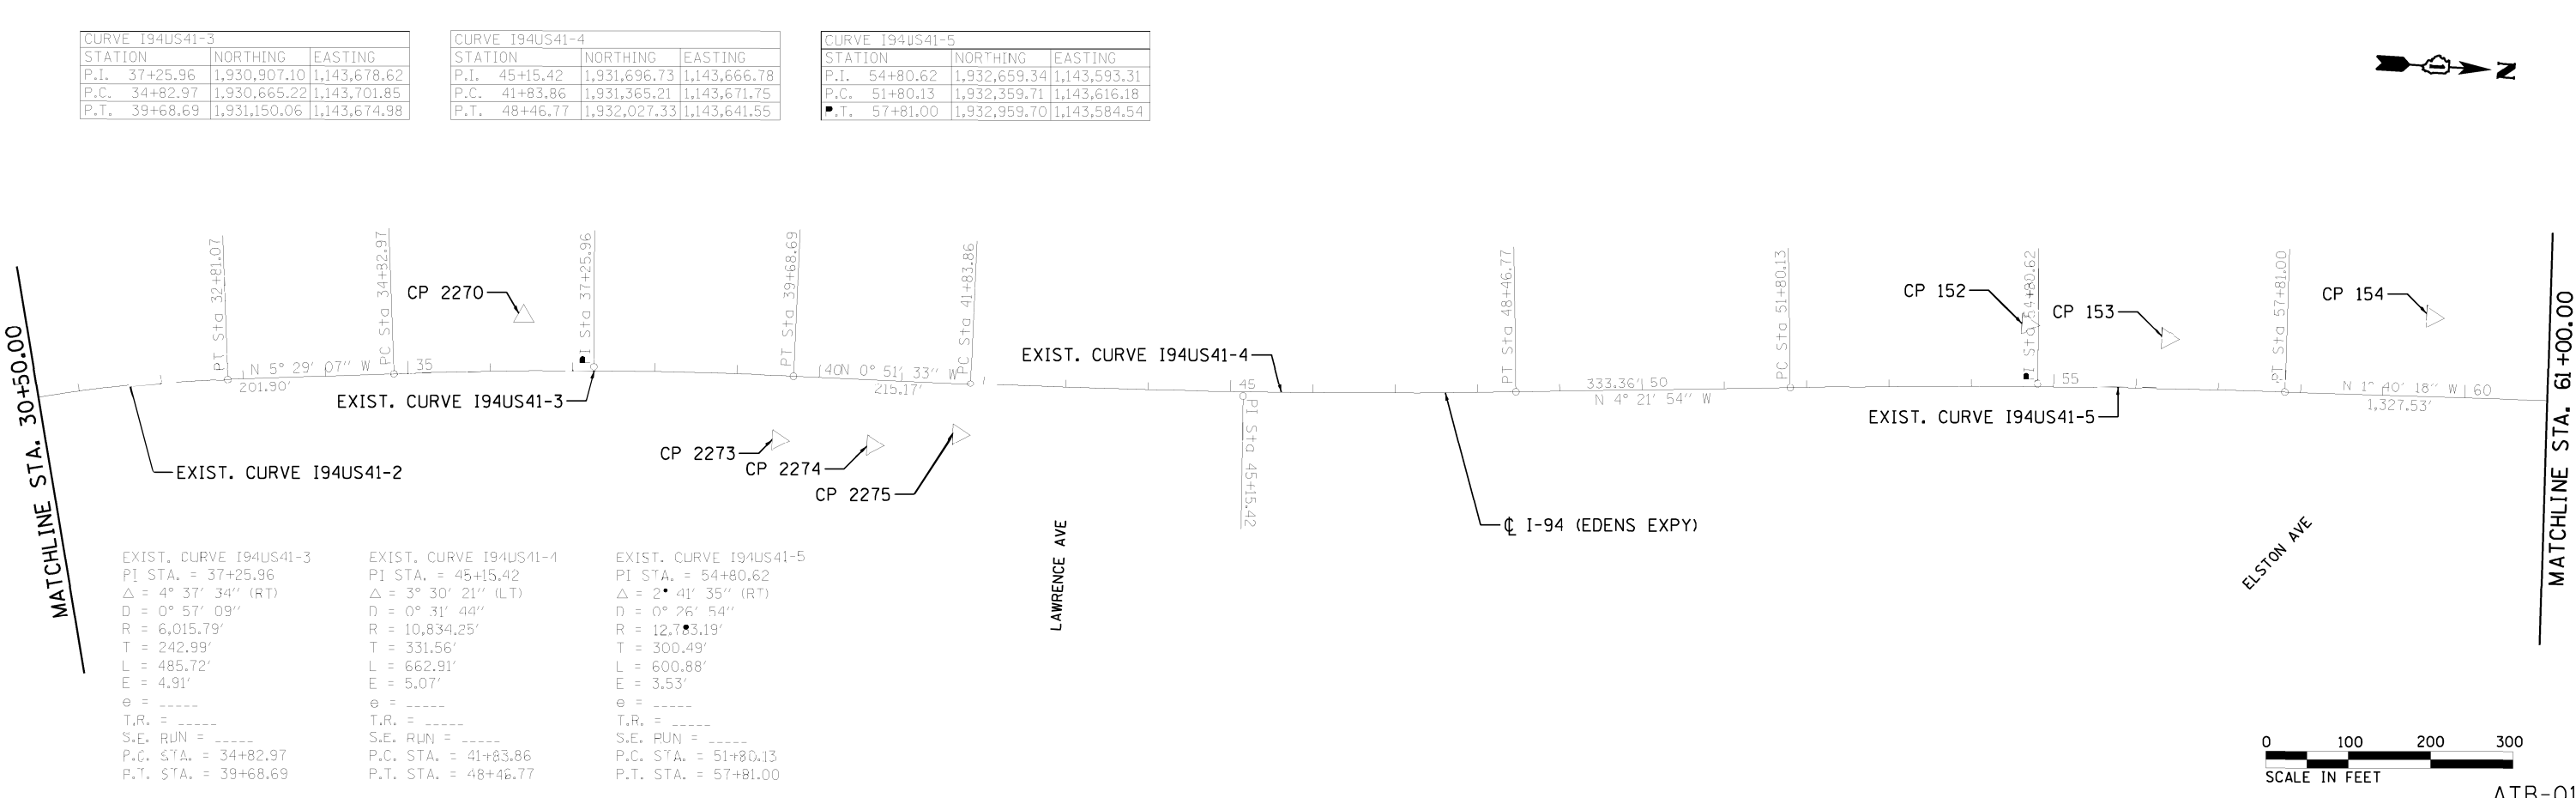 CURVE I94US41-3
STATION NORTHING EASTING
P.I. 37+25.96 1,930,907.10 1,143,678.62
P.C. 34+82.97 1,930,665.22 1,143,701.85
P.T. 39+68.69 1,931,150.06 1,143,674.98
CURVE I94US41-4
STATION NORTHING EASTING
P.I. 45+15.42 1,931,696.73 1,143,666.78
P.C. 41+83.86 1,931,365.21 1,143,671.75
P.T. 48+46.77 1,932,027.33 1,143,641.55
CURVE I94US41-5
STATION NORTHING EASTING
P.I. 54+80.62 1,932,659.34 1,143,593.31
P.C. 51+80.13 1,932,359.71 1,143,616.18
P.T. 57+81.00 1,932,959.70 1,143,584.54
N
MATCHLINE STA. 30+50.00
PT Sta 32+81.07
PC Sta 34+82.97
CP 2270
PI Sta 37+25.96
PT Sta 39+68.69
PC Sta 41+83.86
PT Sta 48+46.77
PC Sta 51+80.13
CP 152
PI Sta 54+80.62
CP 153
PT Sta 57+81.00
CP 154
MATCHLINE STA. 61+00.00
N 5° 29' 07" W
201.90'
35
40
N 0° 51' 33" W
215.17'
EXIST. CURVE I94US41-4
45
333.36'
50
N 4° 21' 54" W
55
N 1° 40' 18" W
60
1,327.53'
EXIST. CURVE I94US41-3
EXIST. CURVE I94US41-5
EXIST. CURVE I94US41-2
CP 2273
CP 2274
CP 2275
PI Sta 45+15.42
LAWRENCE AVE
℄ I-94 (EDENS EXPY)
ELSTON AVE
EXIST. CURVE I94US41-3
PI STA. = 37+25.96
△ = 4° 37' 34" (RT)
D = 0° 57' 09"
R = 6,015.79'
T = 242.99'
L = 485.72'
E = 4.91'
e = _____
T.R. = _____
S.E. RUN = _____
P.C. STA. = 34+82.97
P.T. STA. = 39+68.69
EXIST. CURVE I94US41-4
PI STA. = 45+15.42
△ = 3° 30' 21" (LT)
D = 0° 31' 44"
R = 10,834.25'
T = 331.56'
L = 662.91'
E = 5.07'
e = _____
T.R. = _____
S.E. RUN = _____
P.C. STA. = 41+83.86
P.T. STA. = 48+46.77
EXIST. CURVE I94US41-5
PI STA. = 54+80.62
△ = 2° 41' 35" (RT)
D = 0° 26' 54"
R = 12,783.19'
T = 300.49'
L = 600.88'
E = 3.53'
e = _____
T.R. = _____
S.E. RUN = _____
P.C. STA. = 51+80.13
P.T. STA. = 57+81.00
0 100 200 300
SCALE IN FEET
ATB-01